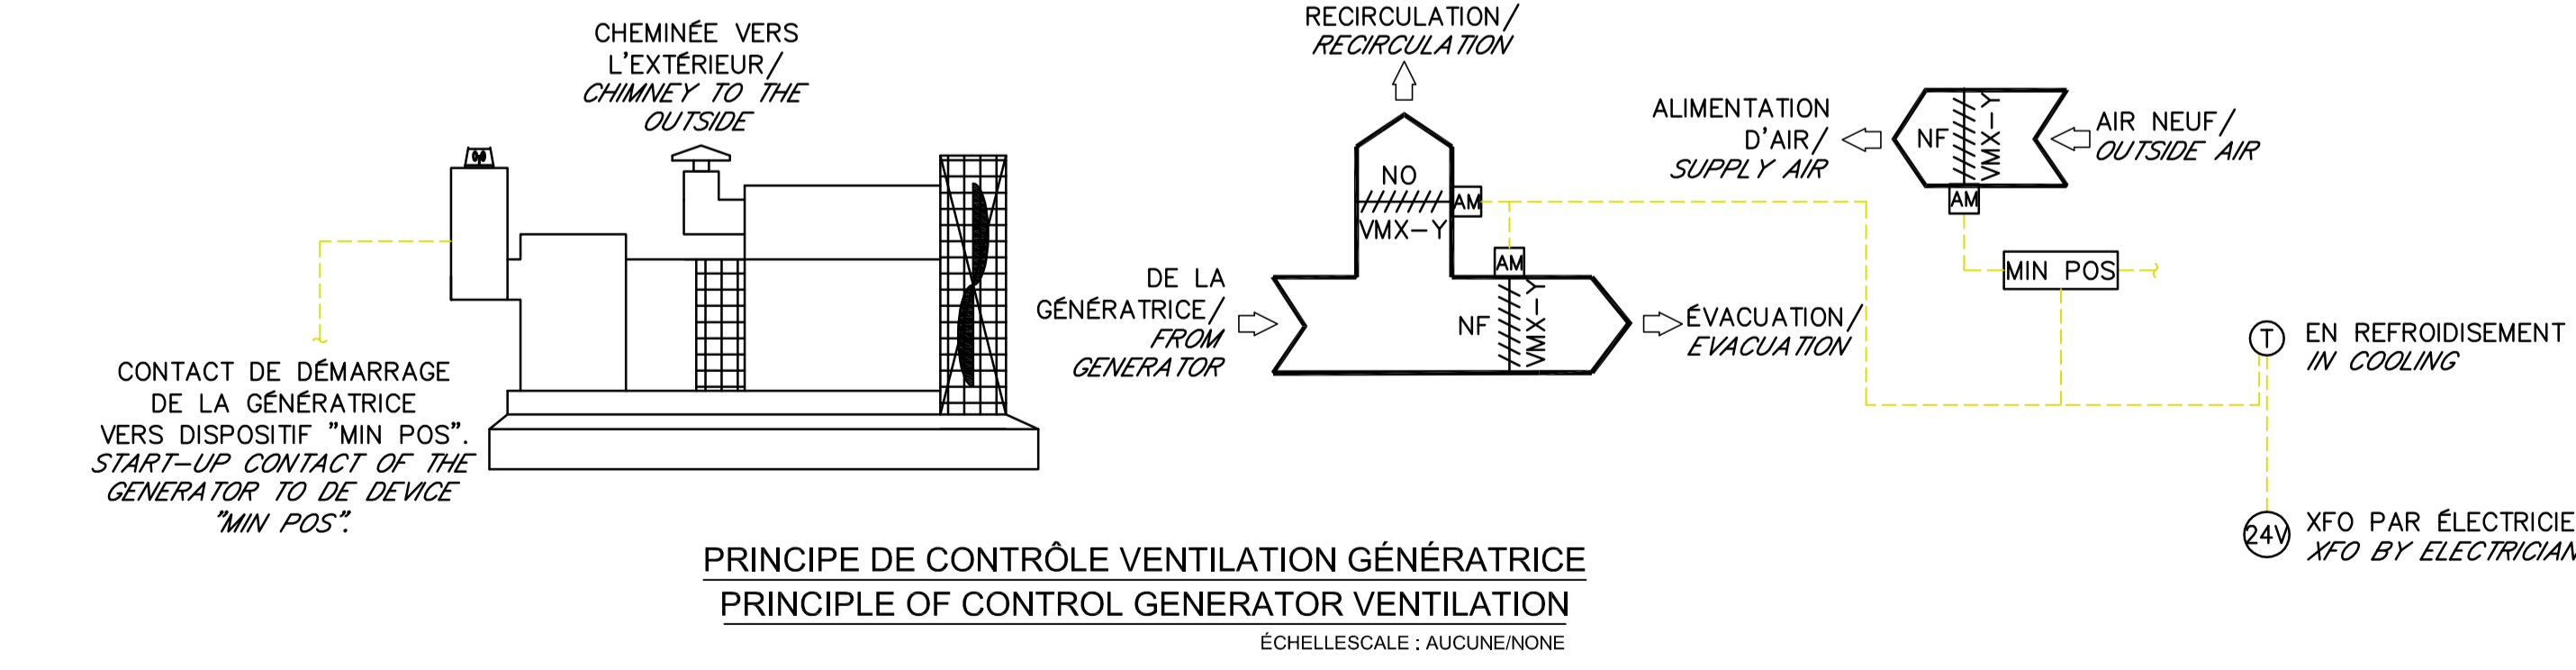 CHEMINÉE VERS
L'EXTÉRIEUR/
CHIMNEY TO THE
OUTSIDE
CONTACT DE DÉMARRAGE
DE LA GÉNÉRATRICE
VERS DISPOSITIF "MIN POS".
START-UP CONTACT OF THE
GENERATOR TO DE DEVICE
"MIN POS".
RECIRCULATION/
RECIRCULATION
NO
AM
VMX-Y
AM
DE LA
GÉNÉRATRICE/
FROM
GENERATOR
NF
VMX-Y
ÉVACUATION/
EVACUATION
ALIMENTATION
D'AIR/
SUPPLY AIR
NF
VMX-Y
AIR NEUF/
OUTSIDE AIR
AM
MIN POS
T
EN REFROIDISEMENT
IN COOLING
24V
XFO PAR ÉLECTRICIE
XFO BY ELECTRICIAN
PRINCIPE DE CONTRÔLE VENTILATION GÉNÉRATRICE
PRINCIPLE OF CONTROL GENERATOR VENTILATION
ÉCHELLESCALE : AUCUNE/NONE